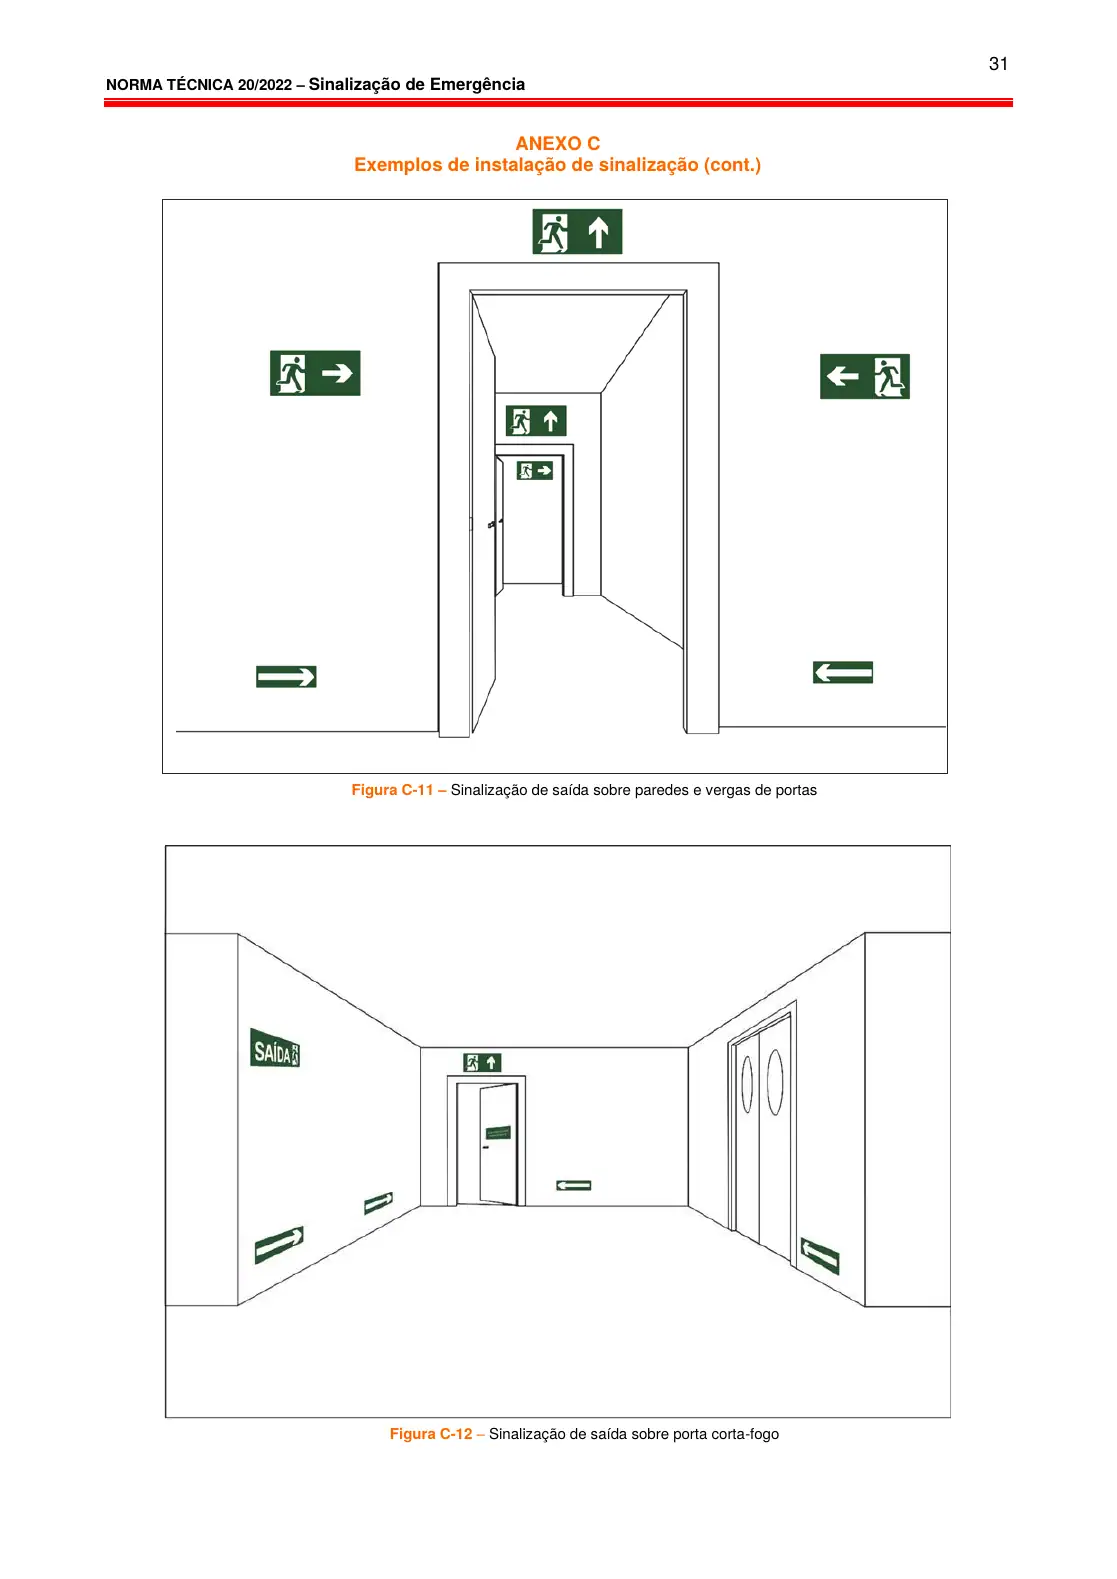 31
NORMA TÉCNICA 20/2022 – Sinalização de Emergência
ANEXO C
Exemplos de instalação de sinalização (cont.)
Figura C-11 – Sinalização de saída sobre paredes e vergas de portas
SAÍDA
Figura C-12 – Sinalização de saída sobre porta corta-fogo